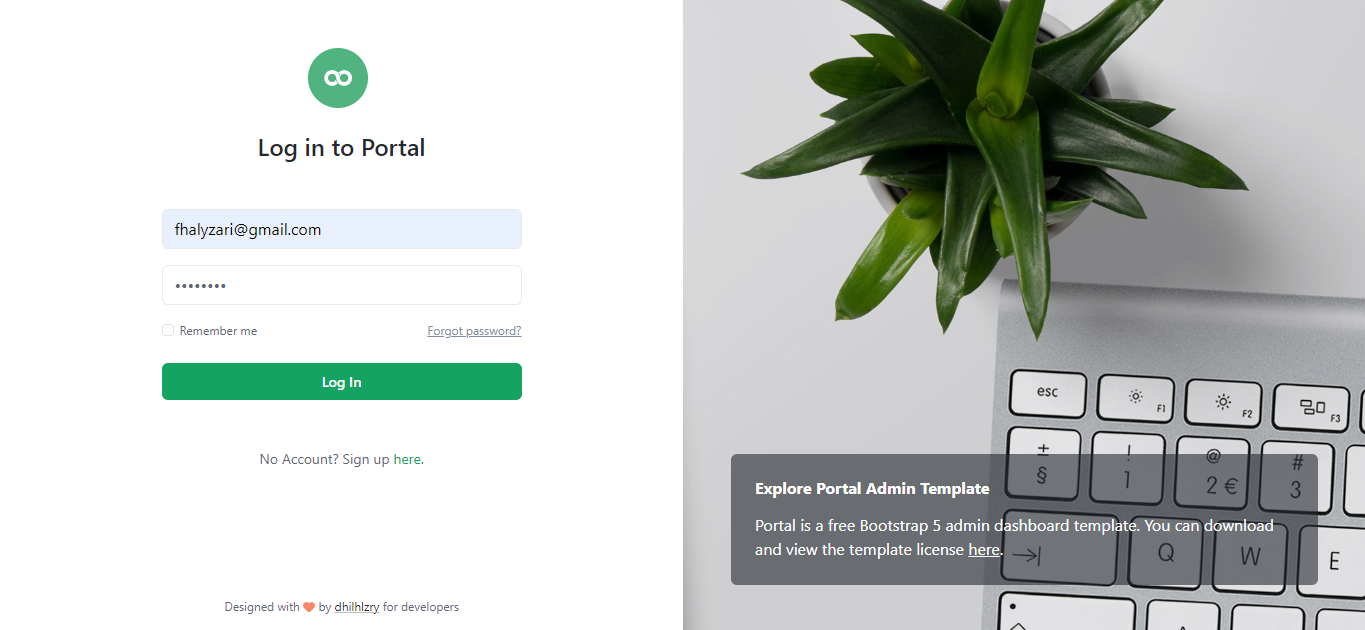 Log in to Portal
fhalyzari@gmail.com
••••••••
Remember me
Forgot password?
Log In
No Account? Sign up here.
Designed with 🧡 by dhilhlzry for developers
esc
F1
F2
F3
± ! @ #
§ 1 2 € 3
Explore Portal Admin Template
Portal is a free Bootstrap 5 admin dashboard template. You can download
and view the template license here.
Q W E